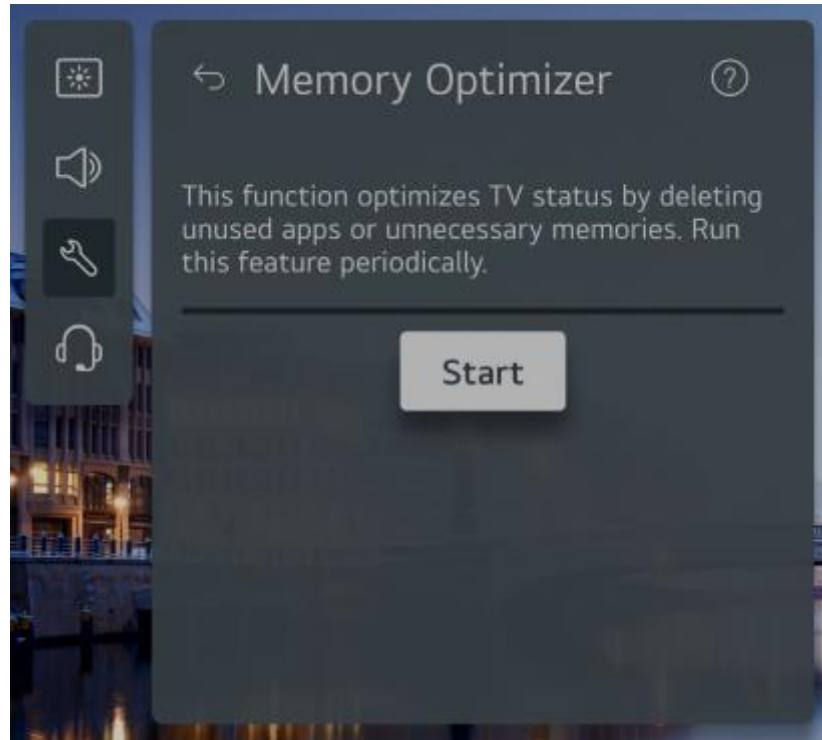 Memory Optimizer
This function optimizes TV status by deleting
unused apps or unnecessary memories. Run
this feature periodically.
Start